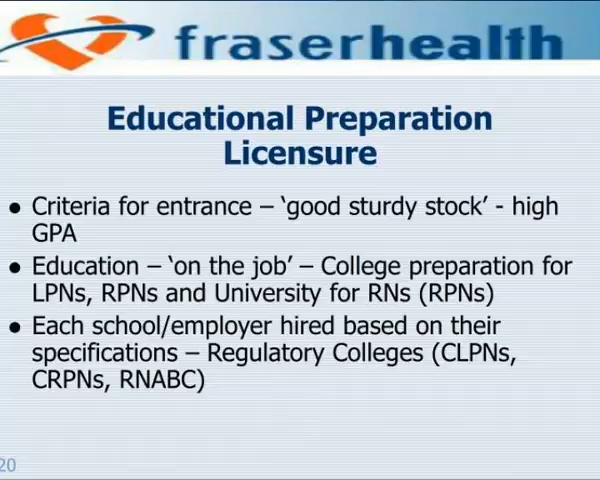 fraserhealth
Educational Preparation
Licensure
● Criteria for entrance – ‘good sturdy stock’ - high
GPA
● Education – ‘on the job’ – College preparation for
LPNs, RPNs and University for RNs (RPNs)
● Each school/employer hired based on their
specifications – Regulatory Colleges (CLPNs,
CRPNs, RNABC)
20